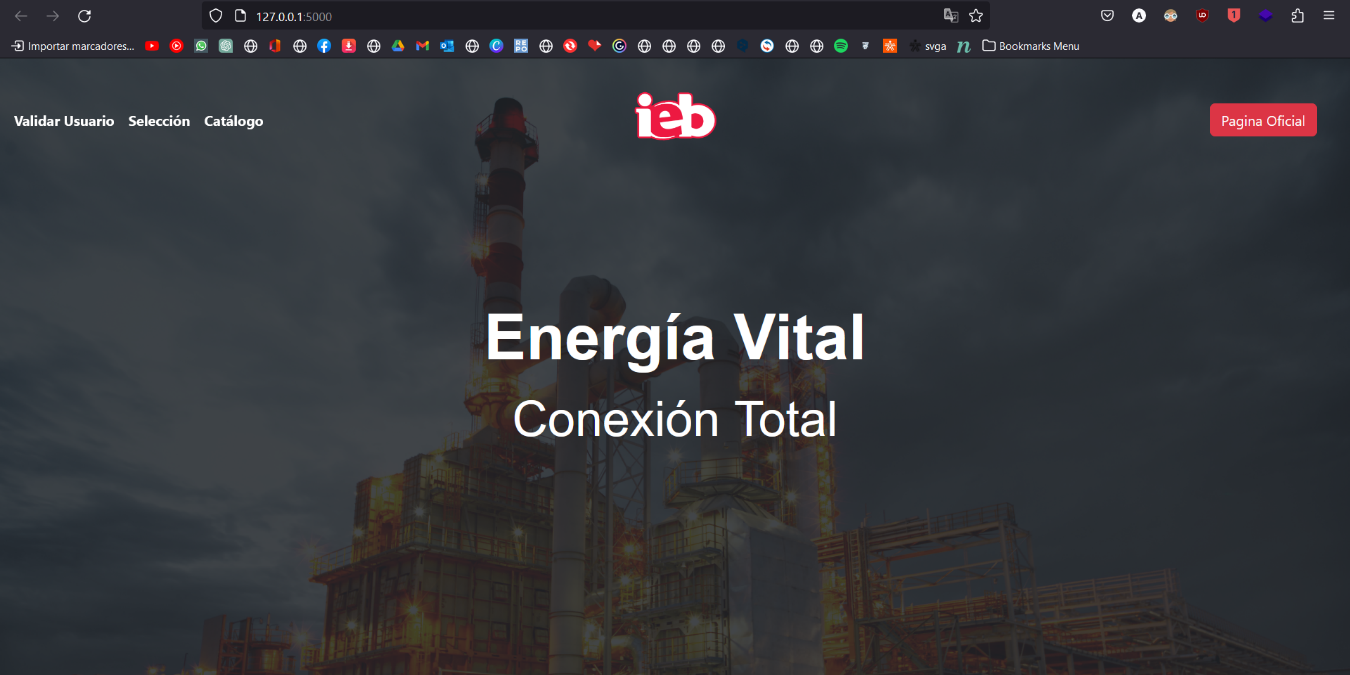 127.0.0.1:5000
Importar marcadores...
svga
Bookmarks Menu
Validar Usuario Selección Catálogo
ieb
Pagina Oficial
Energía Vital
Conexión Total